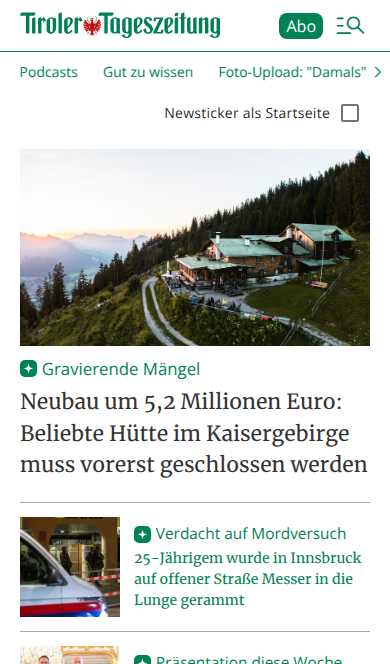 Tiroler Tageszeitung
Abo
Podcasts Gut zu wissen Foto-Upload: "Damals"
Newsticker als Startseite
Gravierende Mängel
Neubau um 5,2 Millionen Euro:
Beliebte Hütte im Kaisergebirge
muss vorerst geschlossen werden
Verdacht auf Mordversuch
25-Jährigem wurde in Innsbruck
auf offener Straße Messer in die
Lunge gerammt
Präsentation diese Woche